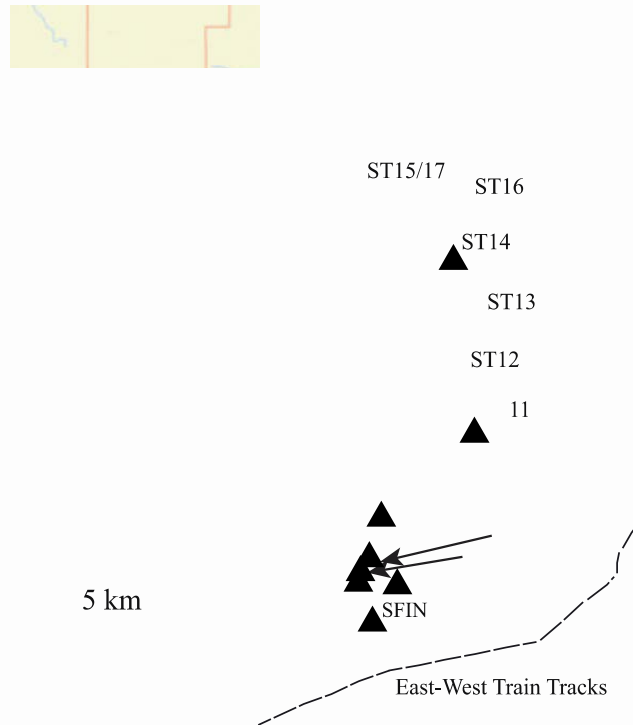 ST15/17
ST16
ST14
ST13
ST12
11
5 km
SFIN
East-West Train Tracks